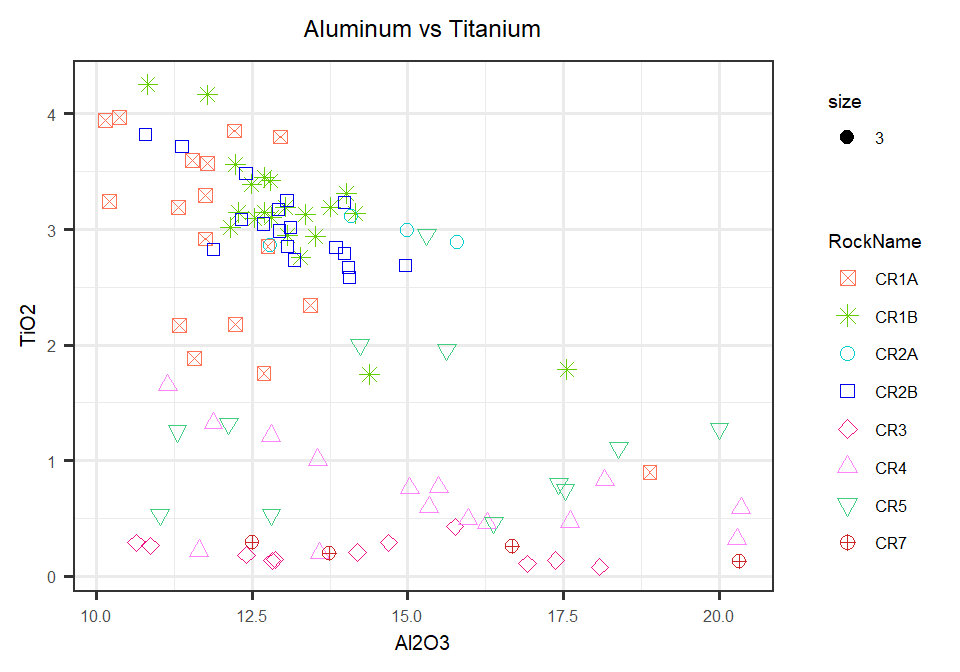 Aluminum vs Titanium
TiO2
4
3
2
1
0
10.0 12.5 15.0 17.5 20.0
Al2O3
size
3
RockName
CR1A
CR1B
CR2A
CR2B
CR3
CR4
CR5
CR7